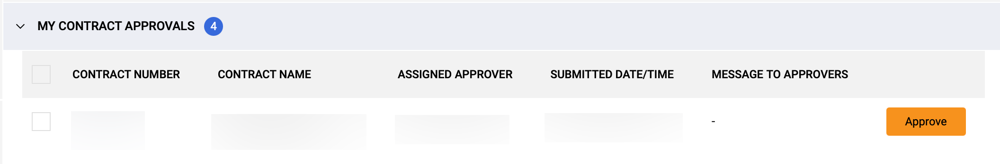 MY CONTRACT APPROVALS 4
CONTRACT NUMBER CONTRACT NAME ASSIGNED APPROVER SUBMITTED DATE/TIME MESSAGE TO APPROVERS
- Approve